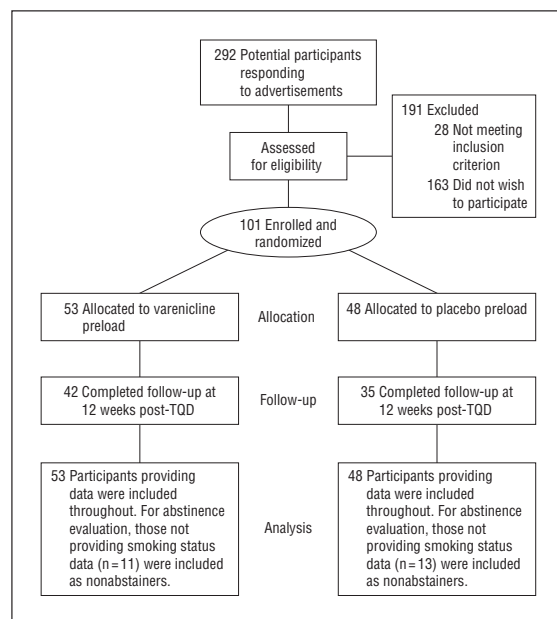 292 Potential participants
responding
to advertisements
191 Excluded
28 Not meeting
inclusion
criterion
163 Did not wish
to participate
Assessed
for eligibility
101 Enrolled and
randomized
53 Allocated to varenicline
preload
Allocation
48 Allocated to placebo preload
42 Completed follow-up at
12 weeks post-TQD
Follow-up
35 Completed follow-up at
12 weeks post-TQD
53 Participants providing
data were included
throughout. For abstinence
evaluation, those not
providing smoking status
data (n=11) were included
as nonabstainers.
Analysis
48 Participants providing
data were included
throughout. For abstinence
evaluation, those not
providing smoking status
data (n=13) were included
as nonabstainers.